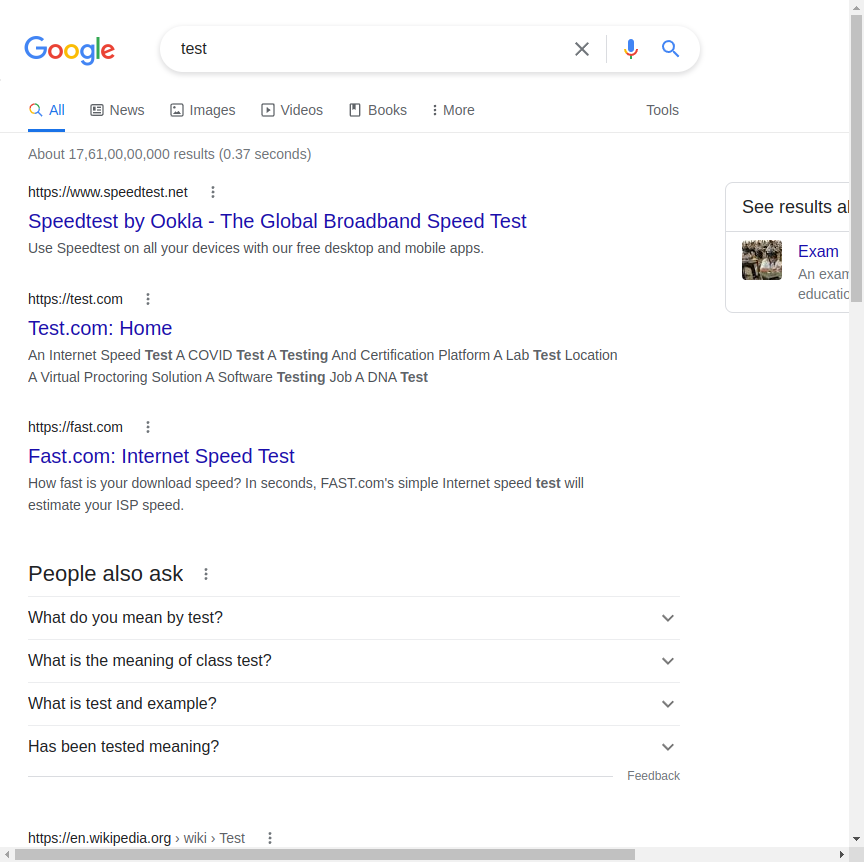 Google
test
All
News
Images
Videos
Books
More
Tools
About 17,61,00,00,000 results (0.37 seconds)
https://www.speedtest.net
Speedtest by Ookla - The Global Broadband Speed Test
Use Speedtest on all your devices with our free desktop and mobile apps.
https://test.com
Test.com: Home
An Internet Speed Test A COVID Test A Testing And Certification Platform A Lab Test Location
A Virtual Proctoring Solution A Software Testing Job A DNA Test
https://fast.com
Fast.com: Internet Speed Test
How fast is your download speed? In seconds, FAST.com's simple Internet speed test will
estimate your ISP speed.
People also ask
What do you mean by test?
What is the meaning of class test?
What is test and example?
Has been tested meaning?
Feedback
https://en.wikipedia.org › wiki › Test
See results
Exam
An exam